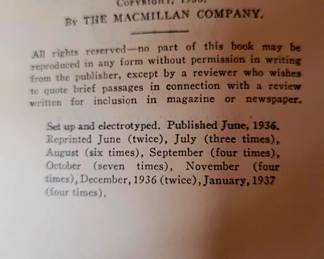 COPYRIGHT, 1936,
BY THE MACMILLAN COMPANY.
All rights reserved—no part of this book may be
reproduced in any form without permission in writing
from the publisher, except by a reviewer who wishes
to quote brief passages in connection with a review
written for inclusion in magazine or newspaper.
Set up and electrotyped. Published June, 1936.
Reprinted June (twice), July (three times),
August (six times), September (four times),
October (seven times), November (four
times), December, 1936 (twice), January, 1937
(four times).